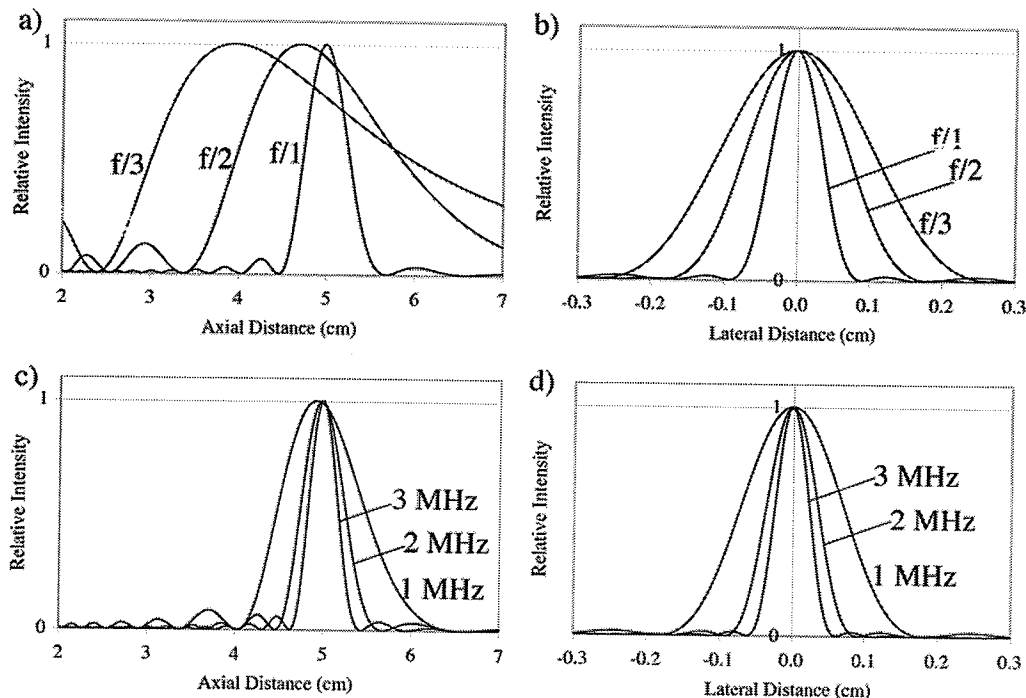 a)
1
Relative Intensity
f/3
f/2
f/1
0
2
3
4
5
6
7
Axial Distance (cm)
b)
1
Relative Intensity
f/1
f/2
f/3
0
-0.3
-0.2
-0.1
0.0
0.1
0.2
0.3
Lateral Distance (cm)
c)
1
Relative Intensity
3 MHz
2 MHz
1 MHz
0
2
3
4
5
6
7
Axial Distance (cm)
d)
1
Relative Intensity
3 MHz
2 MHz
1 MHz
0
-0.3
-0.2
-0.1
0.0
0.1
0.2
0.3
Lateral Distance (cm)